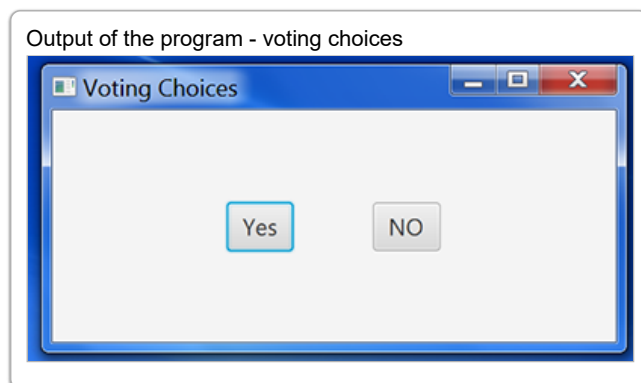 Output of the program - voting choices
Voting Choices
Yes NO